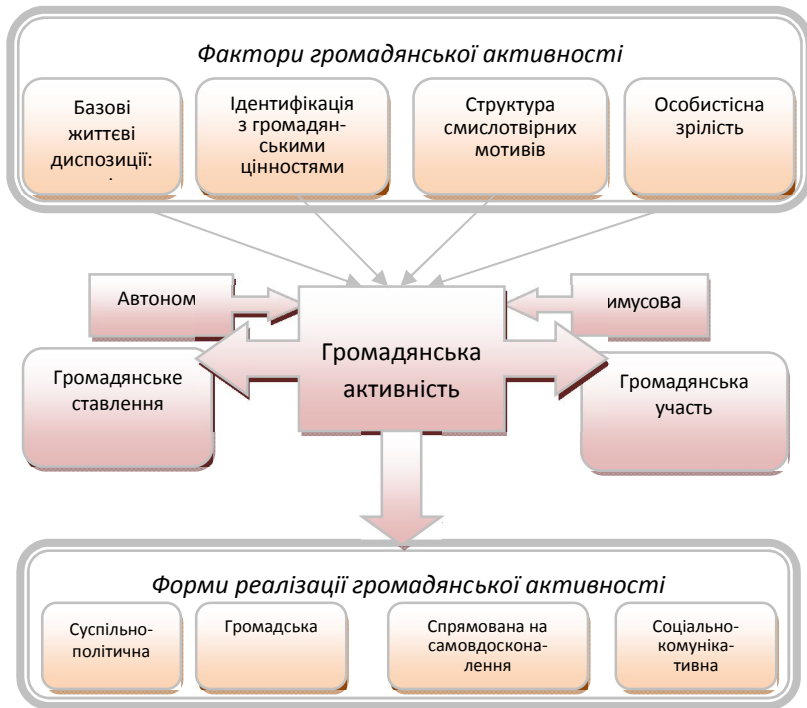 Фактори громадянської активності
Базові
життєві
диспозиції:
Ідентифікація
з громадян-
ськими
цінностями
Структура
смислотвірних
мотивів
Особистісна
зрілість
Автоном
имусова
Громадянська
активність
Громадянське
ставлення
Громадянська
участь
Форми реалізації громадянської активності
Суспільно-
політична
Громадська
Спрямована на
самовдоскона-
лення
Соціально-
комуніка-
тивна